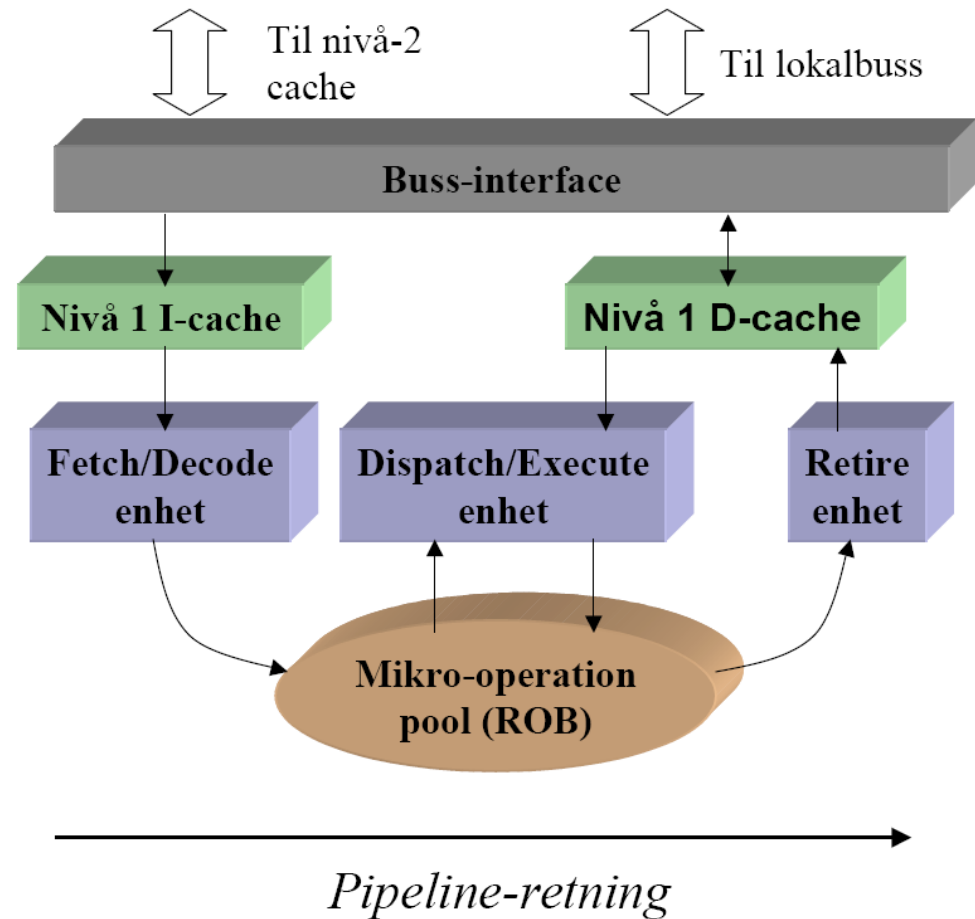 Til nivå-2
cache
Til lokalbuss
Buss-interface
Nivå 1 I-cache
Nivå 1 D-cache
Fetch/Decode
enhet
Dispatch/Execute
enhet
Retire
enhet
Mikro-operation
pool (ROB)
Pipeline-retning